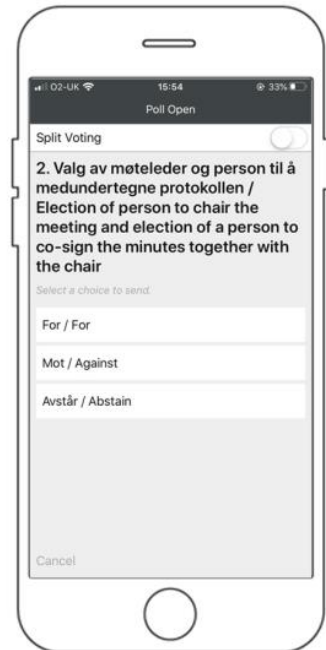 O2-UK 15:54 33%
Poll Open
Split Voting
2. Valg av møteleder og person til å
medundertegne protokollen /
Election of person to chair the
meeting and election of a person to
co-sign the minutes together with
the chair
Select a choice to send.
For / For
Mot / Against
Avstår / Abstain
Cancel